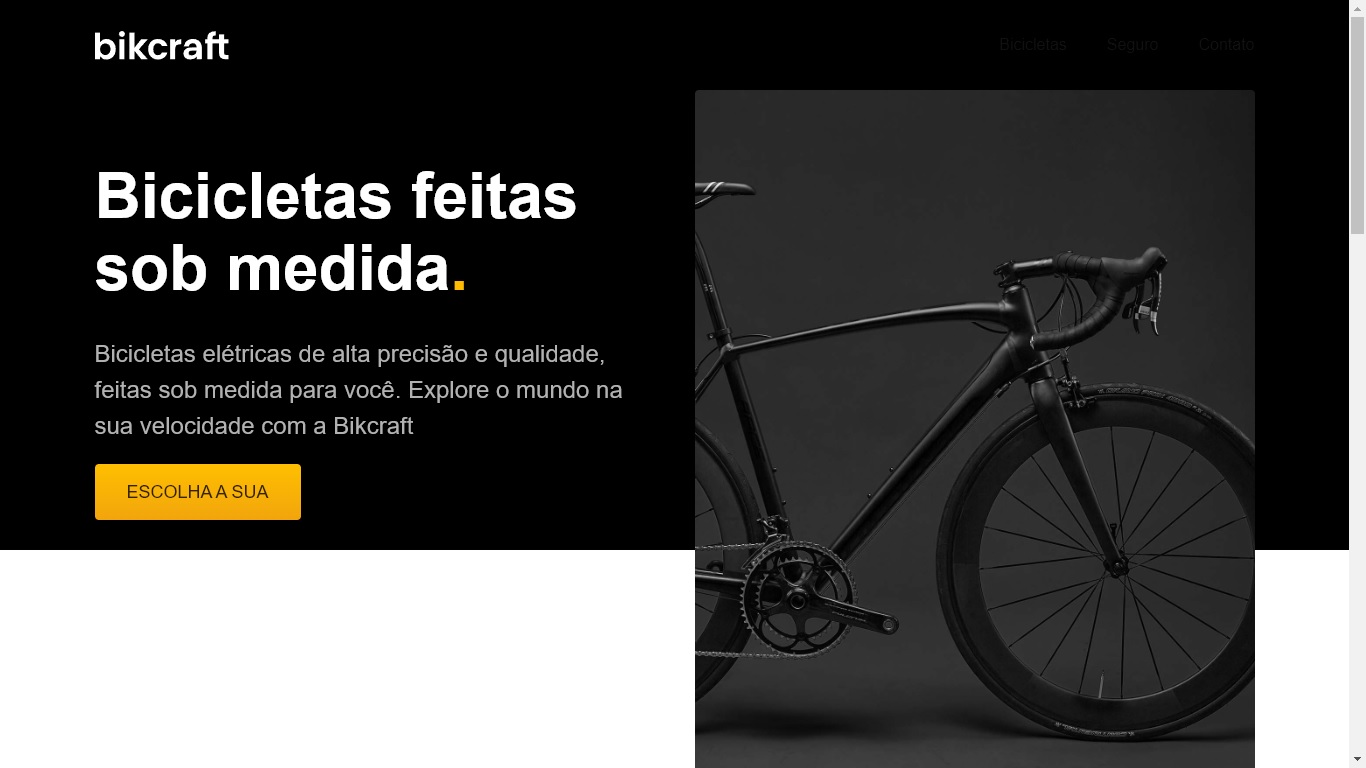 bikcraft
Bicicletas Seguro Contato
Bicicletas feitas
sob medida.
Bicicletas elétricas de alta precisão e qualidade,
feitas sob medida para você. Explore o mundo na
sua velocidade com a Bikcraft
ESCOLHA A SUA